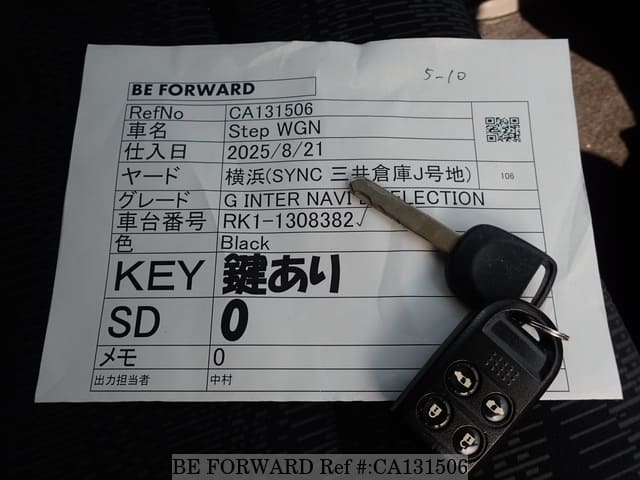 5-10
BE FORWARD
RefNo CA131506
車名 Step WGN
仕入日 2025/8/21
ヤード 横浜(SYNC 三井倉庫J号地) 106
グレード G INTER NAVI SELECTION
車台番号 RK1-1308382✓
色 Black
KEY 鍵あり
SD 0
メモ 0
出力担当者 中村
BE FORWARD Ref #:CA131506